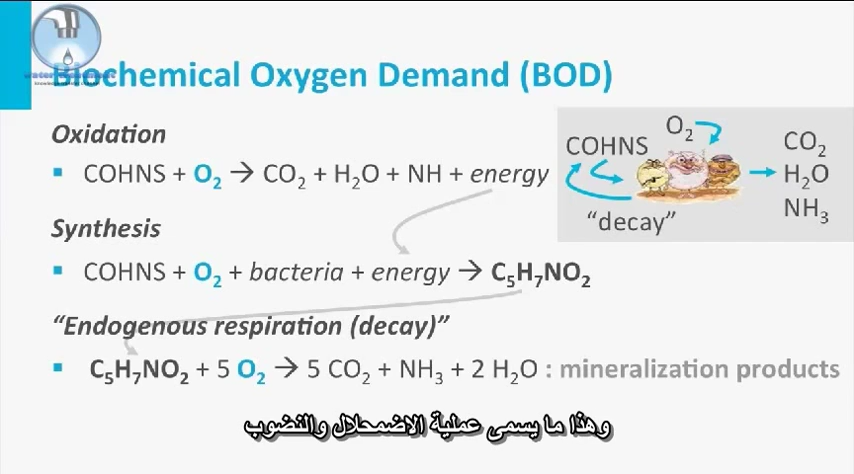 Biochemical Oxygen Demand (BOD)
Oxidation
▪ COHNS + O₂ → CO₂ + H₂O + NH + energy
COHNS
O₂
"decay"
CO₂
H₂O
NH₃
Synthesis
▪ COHNS + O₂ + bacteria + energy → C₅H₇NO₂
"Endogenous respiration (decay)"
▪ C₅H₇NO₂ + 5 O₂ → 5 CO₂ + NH₃ + 2 H₂O : mineralization products
وهذا ما يسمى عملية الاضمحلال والنضوب